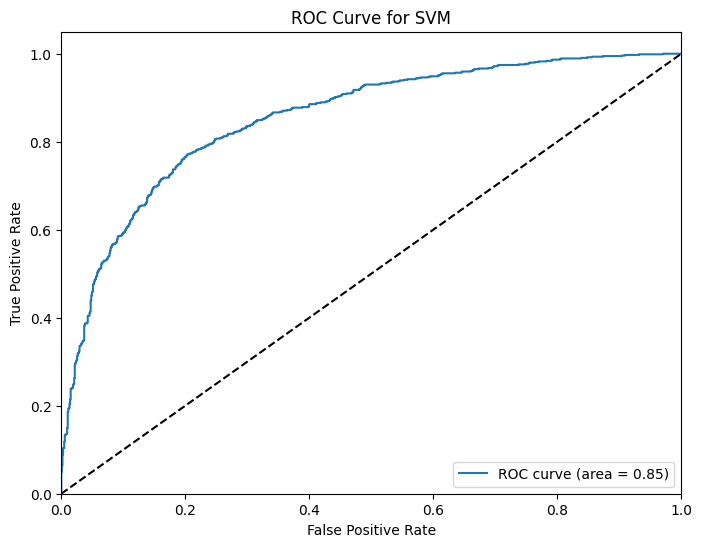 ROC Curve for SVM
True Positive Rate
1.0
0.8
0.6
0.4
0.2
0.0
ROC curve (area = 0.85)
0.0 0.2 0.4 0.6 0.8 1.0
False Positive Rate